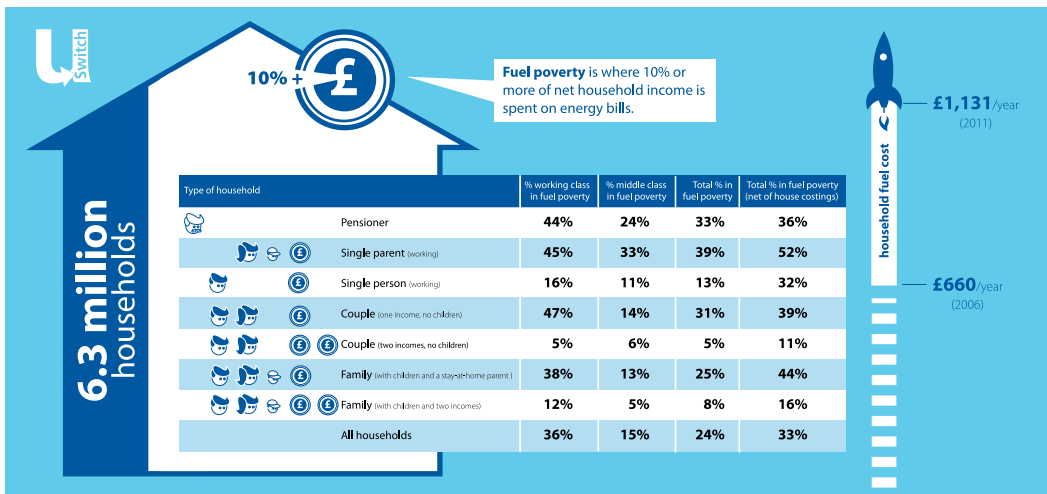 USwitch
10% + £
Fuel poverty is where 10% or
more of net household income is
spent on energy bills.
6.3 million
households
Type of household
% working class
in fuel poverty
% middle class
in fuel poverty
Total % in
fuel poverty
Total % in fuel poverty
(net of house costings)
Pensioner 44% 24% 33% 36%
£ Single parent (working) 45% 33% 39% 52%
£ Single person (working) 16% 11% 13% 32%
£ Couple (one income, no children) 47% 14% 31% 39%
£ £ Couple (two incomes, no children) 5% 6% 5% 11%
£ Family (with children and a stay-at-home parent) 38% 13% 25% 44%
£ £ Family (with children and two incomes) 12% 5% 8% 16%
All households 36% 15% 24% 33%
household fuel cost
£1,131/year
(2011)
£660/year
(2006)